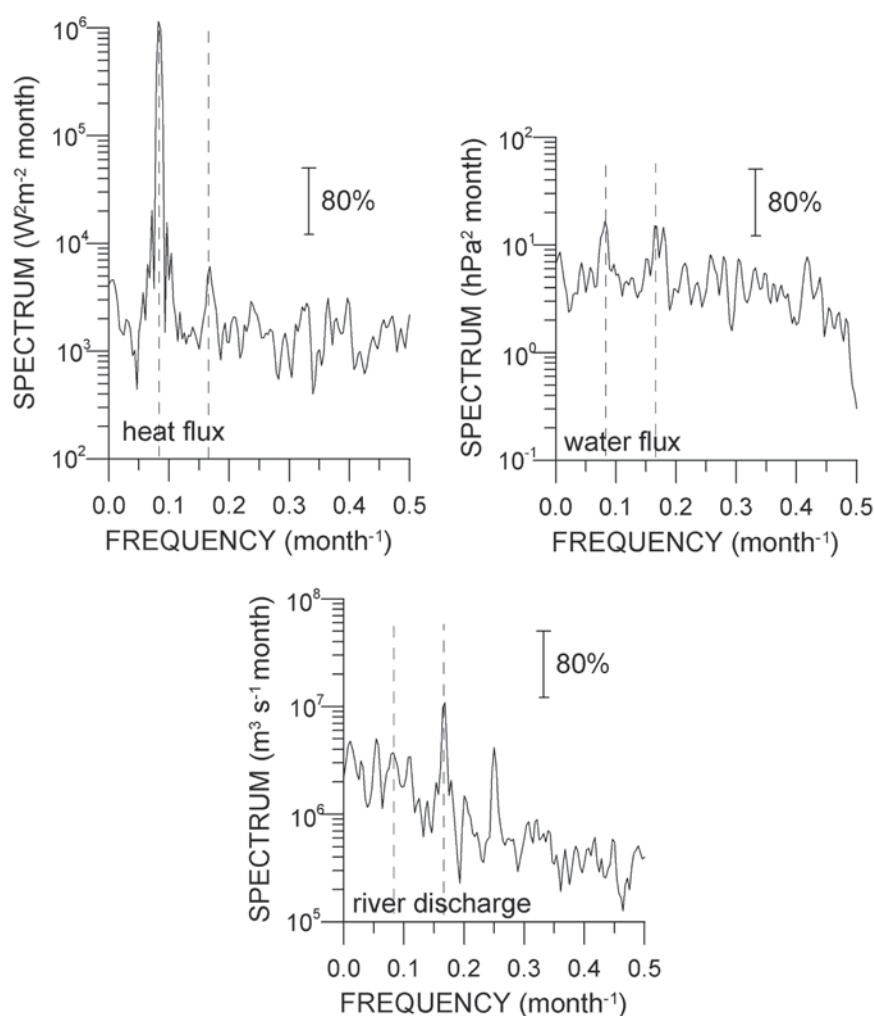 SPECTRUM (W²m⁻² month)
10⁶
10⁵
10⁴
10³
10²
80%
heat flux
0.0 0.1 0.2 0.3 0.4 0.5
FREQUENCY (month⁻¹)
SPECTRUM (hPa² month)
10²
10¹
10⁰
10⁻¹
80%
water flux
0.0 0.1 0.2 0.3 0.4 0.5
FREQUENCY (month⁻¹)
SPECTRUM (m³ s⁻¹ month)
10⁸
10⁷
10⁶
10⁵
80%
river discharge
0.0 0.1 0.2 0.3 0.4 0.5
FREQUENCY (month⁻¹)